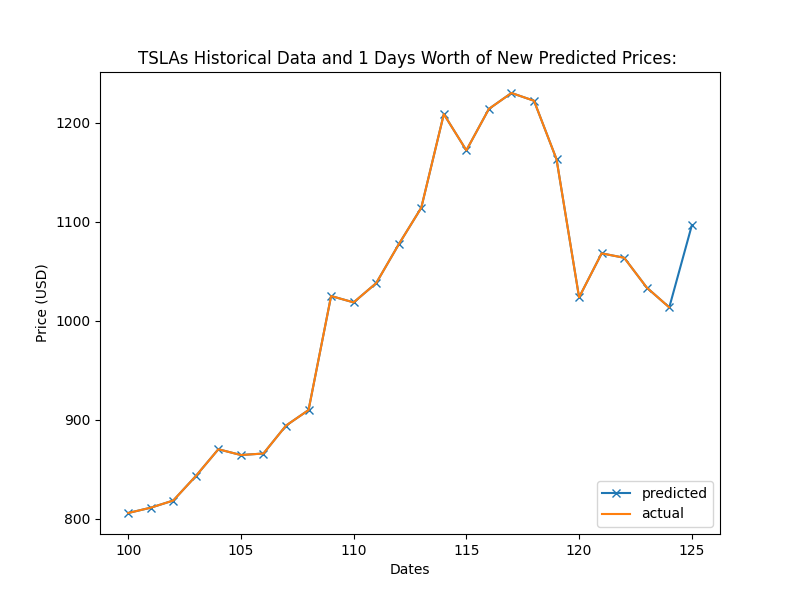 TSLAs Historical Data and 1 Days Worth of New Predicted Prices:
Price (USD)
1200
1100
1000
900
800
predicted
actual
100 105 110 115 120 125
Dates